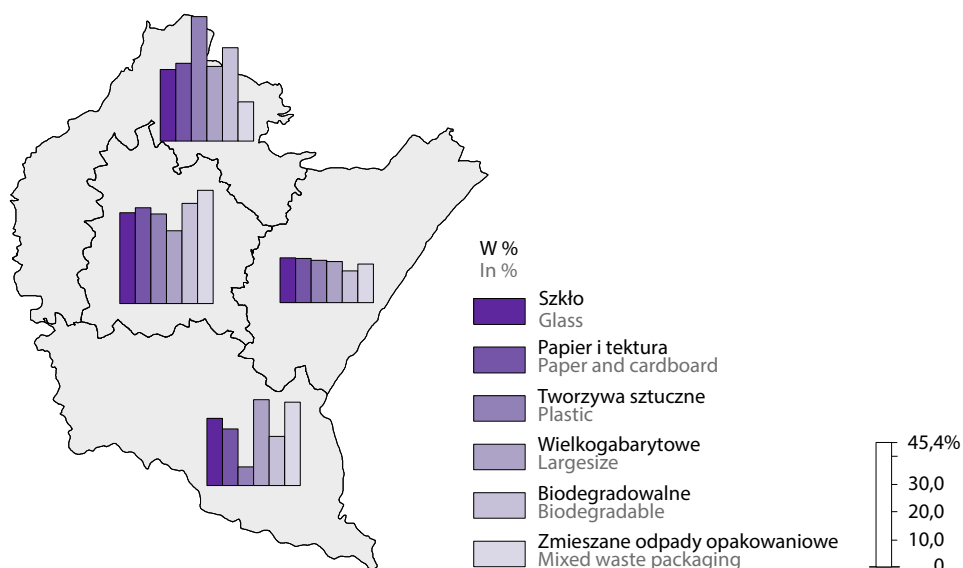 W %
In %
Szkło
Glass
Papier i tektura
Paper and cardboard
Tworzywa sztuczne
Plastic
Wielkogabarytowe
Largesize
Biodegradowalne
Biodegradable
Zmieszane odpady opakowaniowe
Mixed waste packaging
45,4%
30,0
20,0
10,0
0